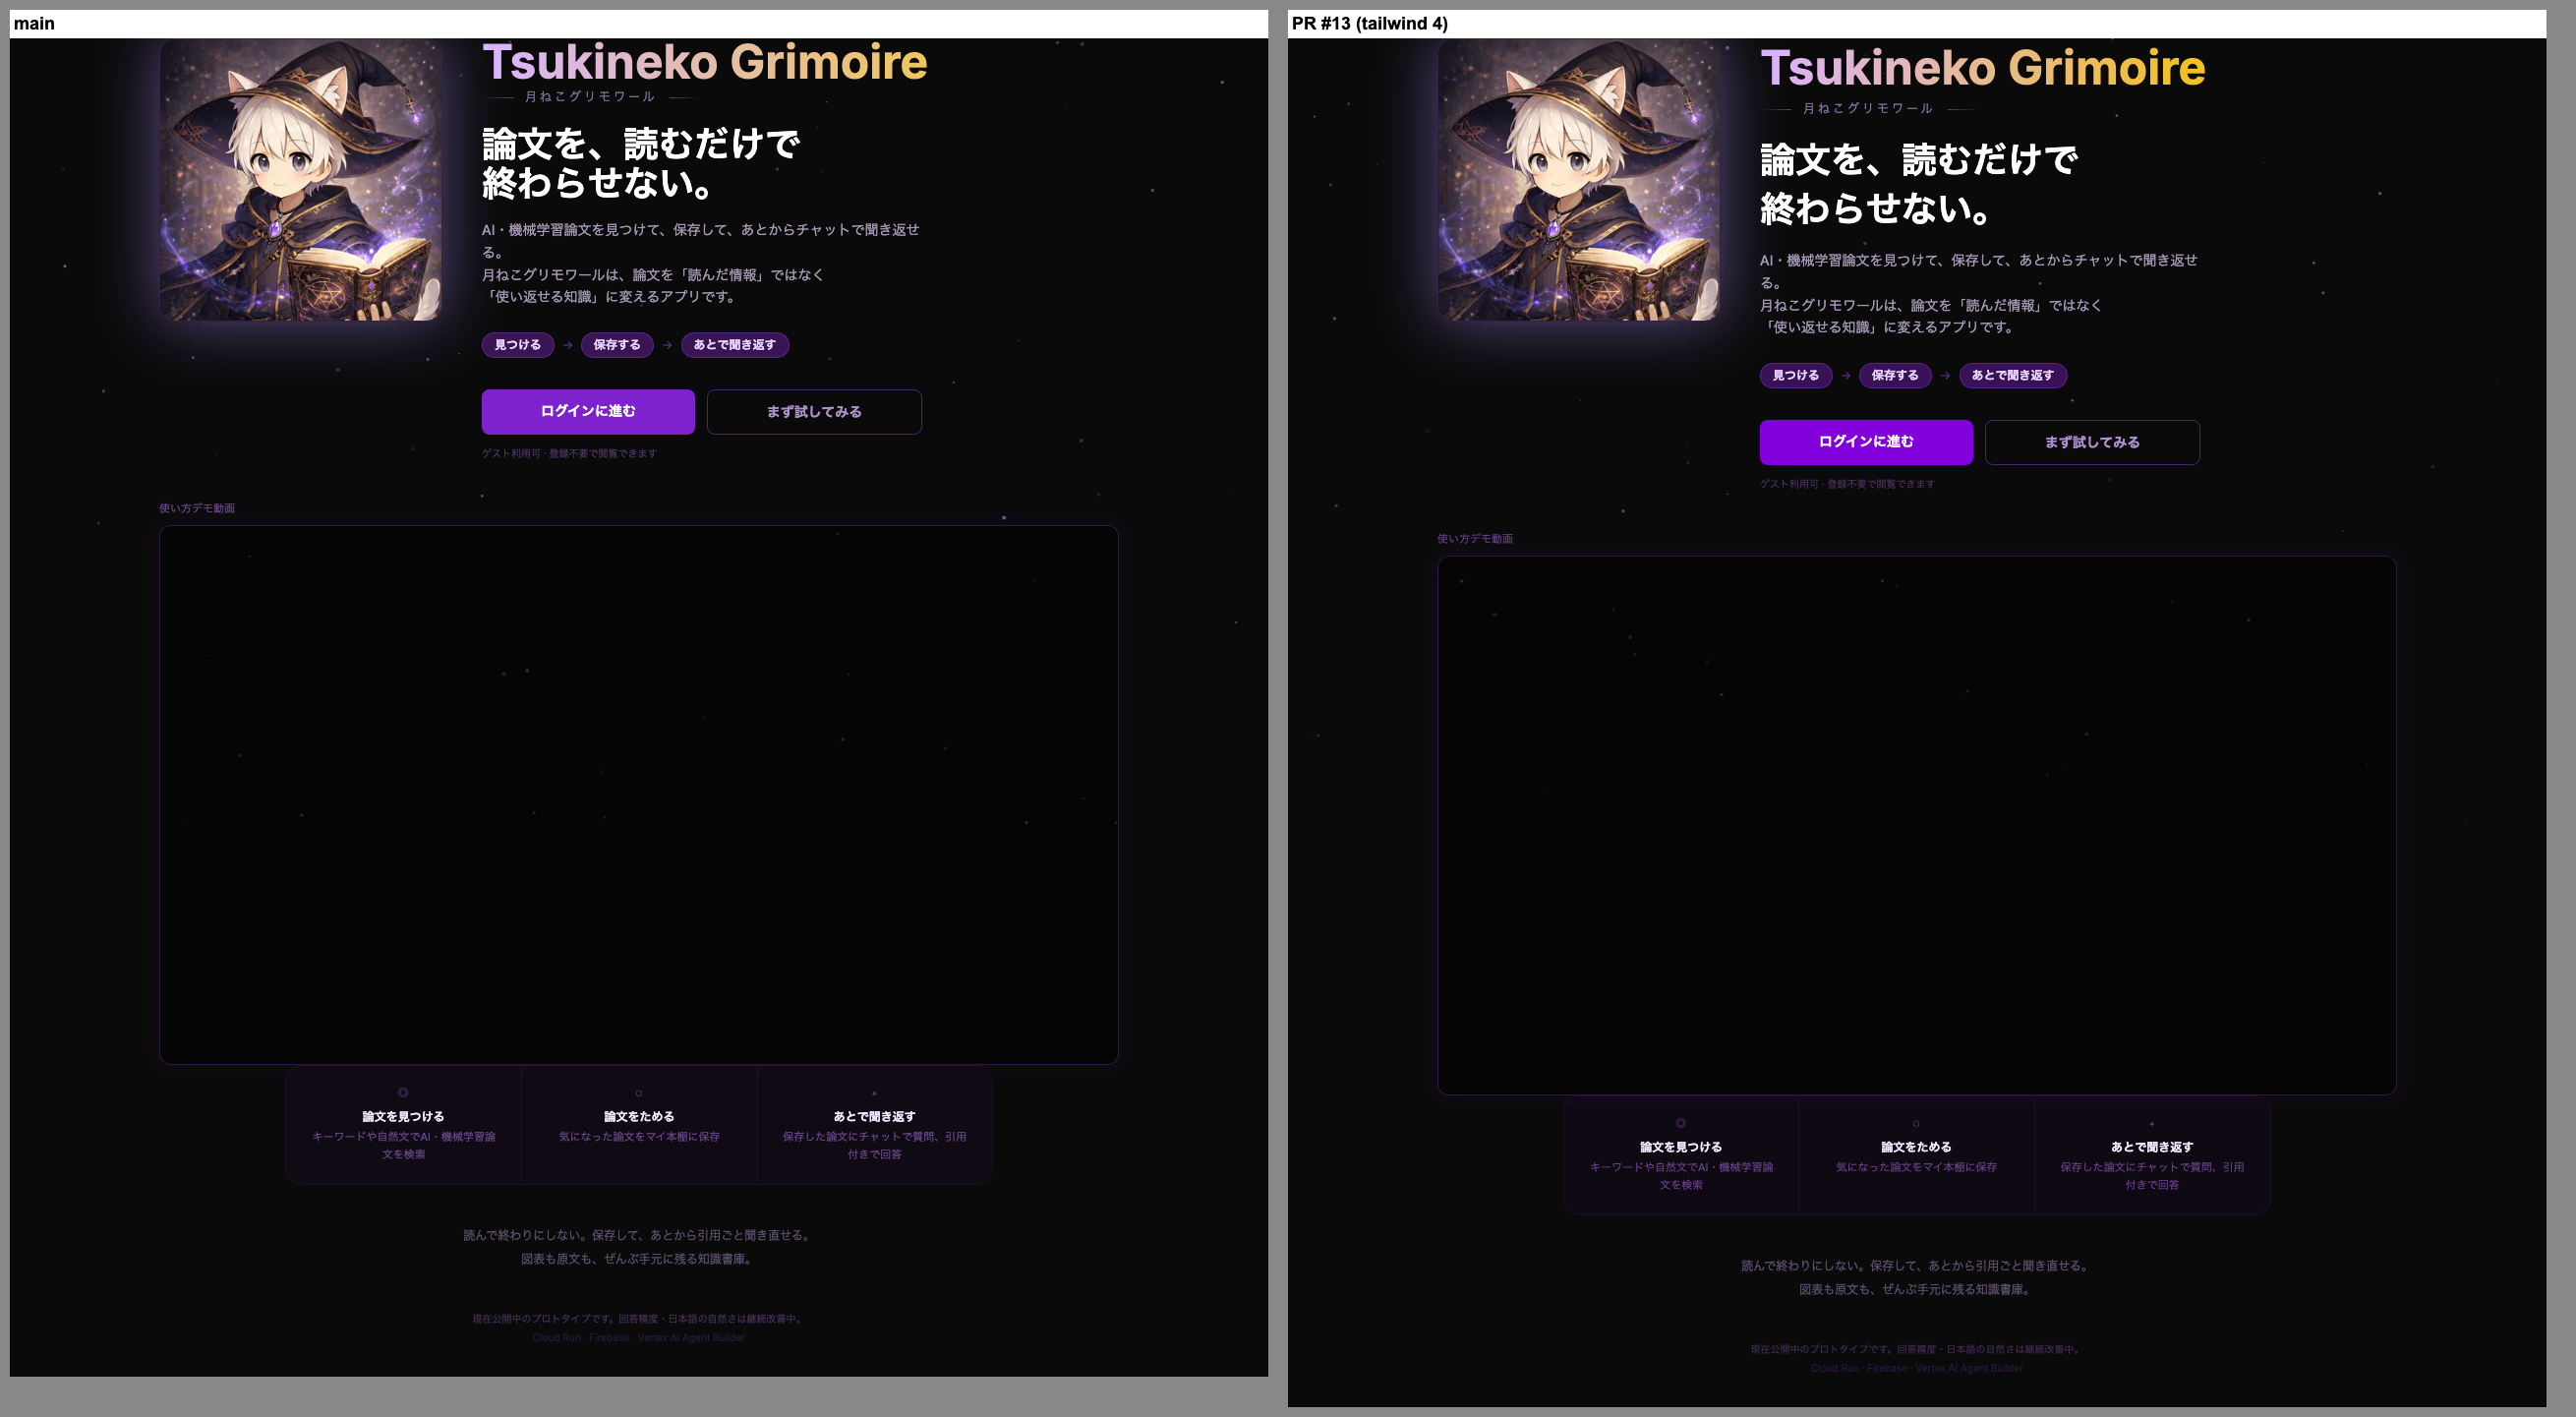 main
Tsukineko Grimoire
月ねこグリモワール
論文を、読むだけで
終わらせない。
AI・機械学習論文を見つけて、保存して、あとからチャットで聞き返せ
る。
月ねこグリモワールは、論文を「読んだ情報」ではなく
「使い返せる知識」に変えるアプリです。
見つける → 保存する → あとで聞き返す
ログインに進む まず試してみる
ゲスト利用可・登録不要で閲覧できます
使い方デモ動画
◎ ○ ✦
論文を見つける
キーワードや自然文でAI・機械学習論
文を検索
論文をためる
気になった論文をマイ本棚に保存
あとで聞き返す
保存した論文にチャットで質問、引用
付きで回答
読んで終わりにしない。保存して、あとから引用ごと聞き直せる。
図表も原文も、ぜんぶ手元に残る知識書庫。
現在公開中のプロトタイプです。回答精度・日本語の自然さは継続改善中。
Cloud Run · Firebase · Vertex AI Agent Builder
PR #13 (tailwind 4)
Tsukineko Grimoire
月ねこグリモワール
論文を、読むだけで
終わらせない。
AI・機械学習論文を見つけて、保存して、あとからチャットで聞き返せ
る。
月ねこグリモワールは、論文を「読んだ情報」ではなく
「使い返せる知識」に変えるアプリです。
見つける → 保存する → あとで聞き返す
ログインに進む まず試してみる
ゲスト利用可・登録不要で閲覧できます
使い方デモ動画
◎ ○ ✦
論文を見つける
キーワードや自然文でAI・機械学習論
文を検索
論文をためる
気になった論文をマイ本棚に保存
あとで聞き返す
保存した論文にチャットで質問、引用
付きで回答
読んで終わりにしない。保存して、あとから引用ごと聞き直せる。
図表も原文も、ぜんぶ手元に残る知識書庫。
現在公開中のプロトタイプです。回答精度・日本語の自然さは継続改善中。
Cloud Run · Firebase · Vertex AI Agent Builder